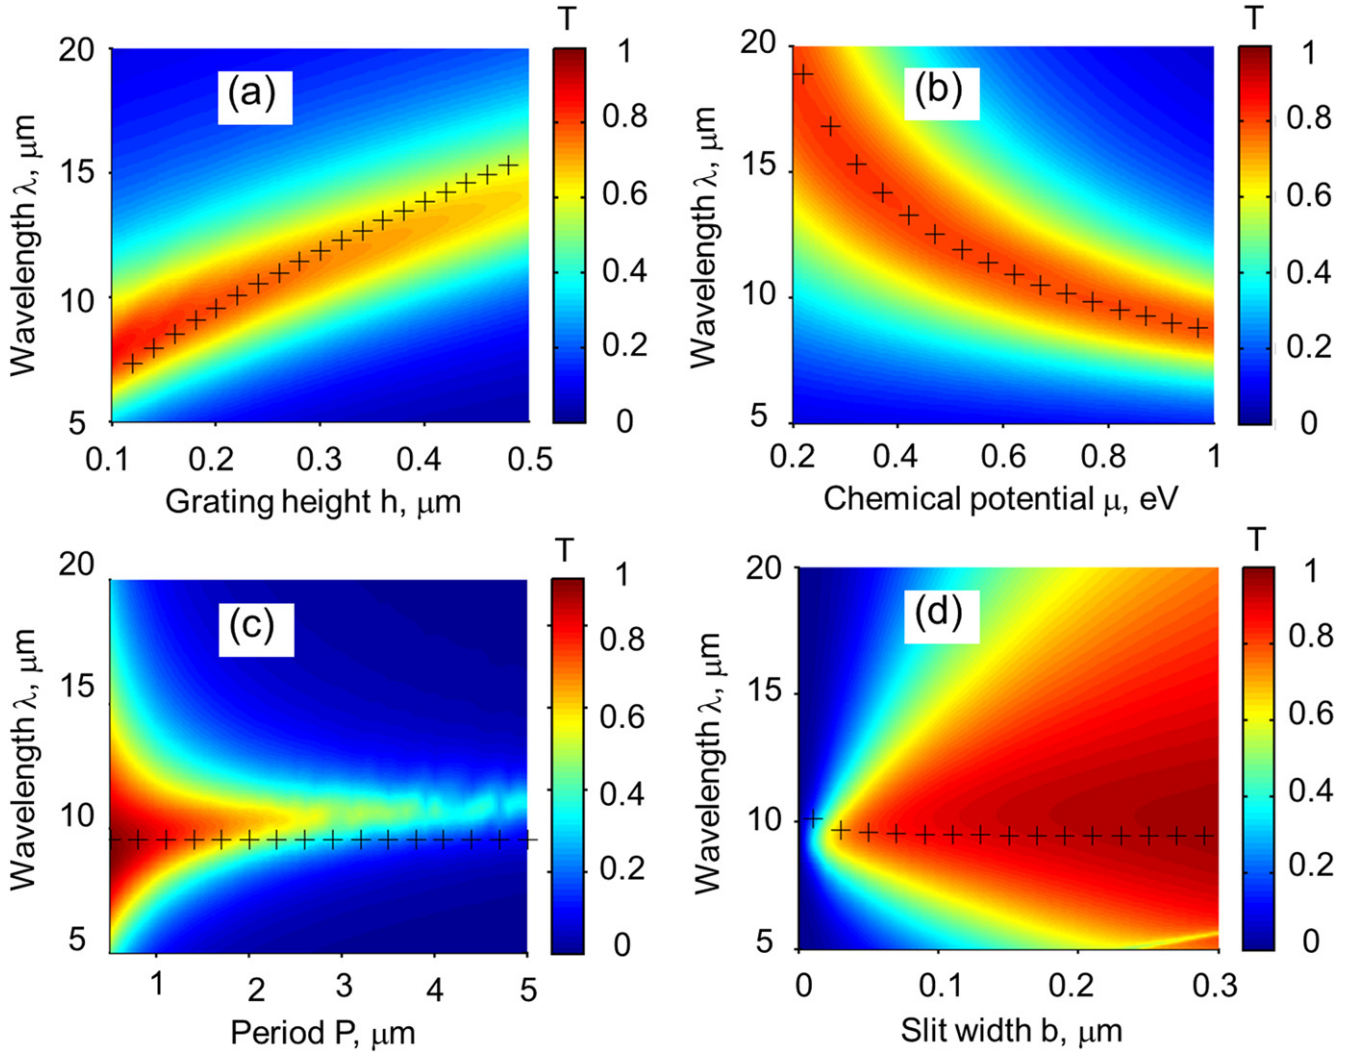 T
(a)
Wavelength λ, μm
20
15
10
5
0.1 0.2 0.3 0.4 0.5
Grating height h, μm
1
0.8
0.6
0.4
0.2
0
T
(b)
Wavelength λ, μm
20
15
10
5
0.2 0.4 0.6 0.8 1
Chemical potential μ, eV
1
0.8
0.6
0.4
0.2
0
T
(c)
Wavelength λ, μm
20
15
10
5
1 2 3 4 5
Period P, μm
1
0.8
0.6
0.4
0.2
0
T
(d)
Wavelength λ, μm
20
15
10
5
0 0.1 0.2 0.3
Slit width b, μm
1
0.8
0.6
0.4
0.2
0